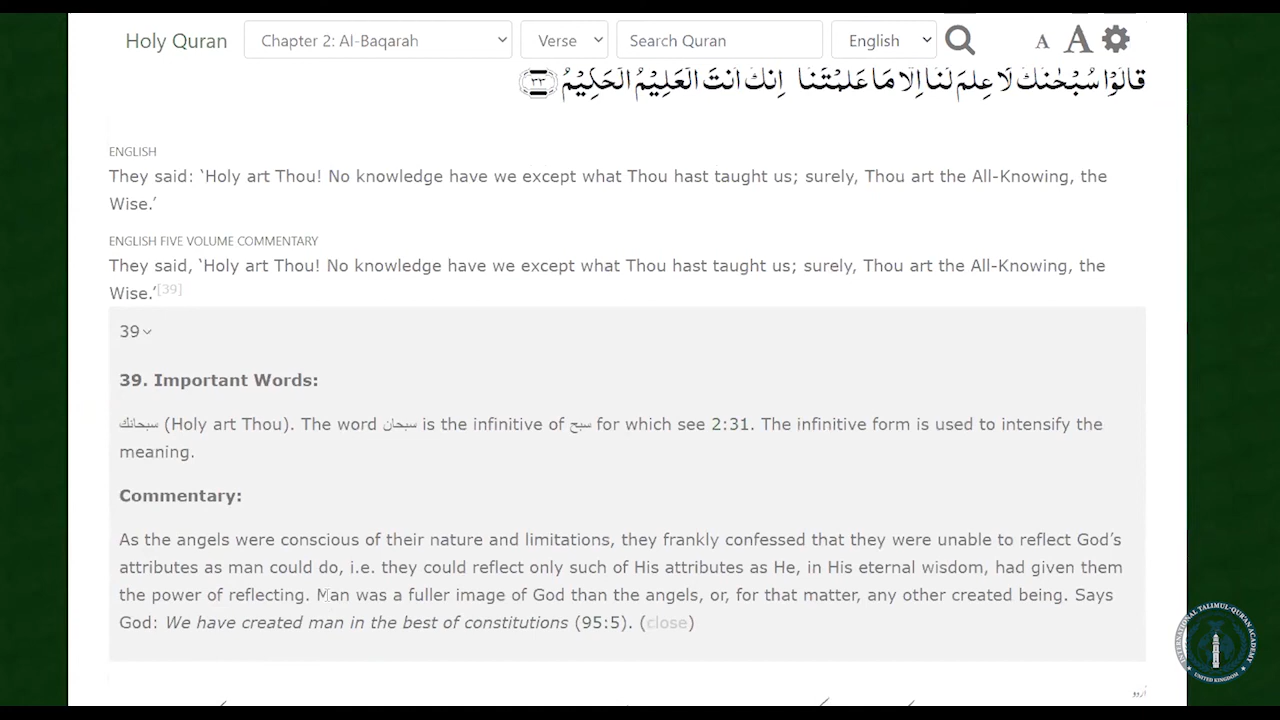 Holy Quran Chapter 2: Al-Baqarah Verse Search Quran English A A
قَالُوۡا سُبۡحٰنَکَ لَا عِلۡمَ لَنَاۤ اِلَّا مَا عَلَّمۡتَنَا ؕ اِنَّکَ اَنۡتَ الۡعَلِیۡمُ الۡحَکِیۡمُ ﴿۳۳﴾
ENGLISH
They said: ‘Holy art Thou! No knowledge have we except what Thou hast taught us; surely, Thou art the All-Knowing, the
Wise.’
ENGLISH FIVE VOLUME COMMENTARY
They said, ‘Holy art Thou! No knowledge have we except what Thou hast taught us; surely, Thou art the All-Knowing, the
Wise.’[39]
39
39. Important Words:
سبحانك (Holy art Thou). The word سبحان is the infinitive of سبح for which see 2:31. The infinitive form is used to intensify the
meaning.
Commentary:
As the angels were conscious of their nature and limitations, they frankly confessed that they were unable to reflect God’s
attributes as man could do, i.e. they could reflect only such of His attributes as He, in His eternal wisdom, had given them
the power of reflecting. Man was a fuller image of God than the angels, or, for that matter, any other created being. Says
God: We have created man in the best of constitutions (95:5). (close)
اُردو
INTERNATIONAL TALIMUL-QUR'AN ACADEMY
UNITED KINGDOM